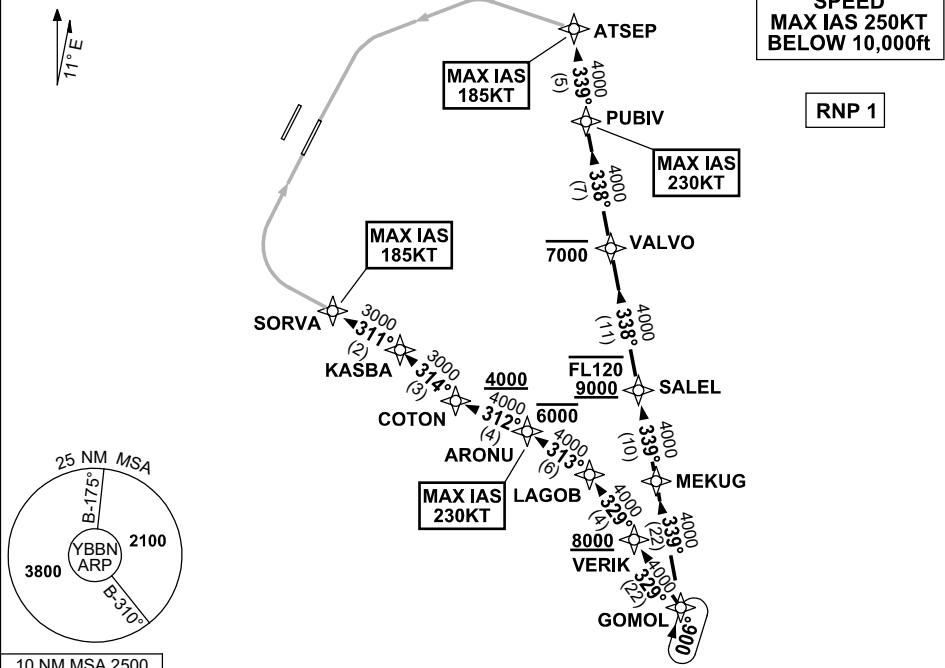 SPEED
MAX IAS 250KT
BELOW 10,000ft
RNP 1
11° E
ATSEP
MAX IAS
185KT
4000
339°
(5)
PUBIV
MAX IAS
230KT
4000
338°
(7)
VALVO
7000
4000
338°
(11)
FL120
9000
SALEL
4000
339°
(10)
MEKUG
4000
339°
(22)
MAX IAS
185KT
SORVA
3000
311°
(2)
KASBA
3000
314°
(3)
COTON
4000
4000
312°
(4)
ARONU
6000
MAX IAS
230KT
4000
313°
(6)
LAGOB
4000
329°
(4)
8000
VERIK
4000
329°
(22)
GOMOL
006°
25 NM MSA
B-175°
YBBN
ARP
2100
3800
B-310°
10 NM MSA 2500